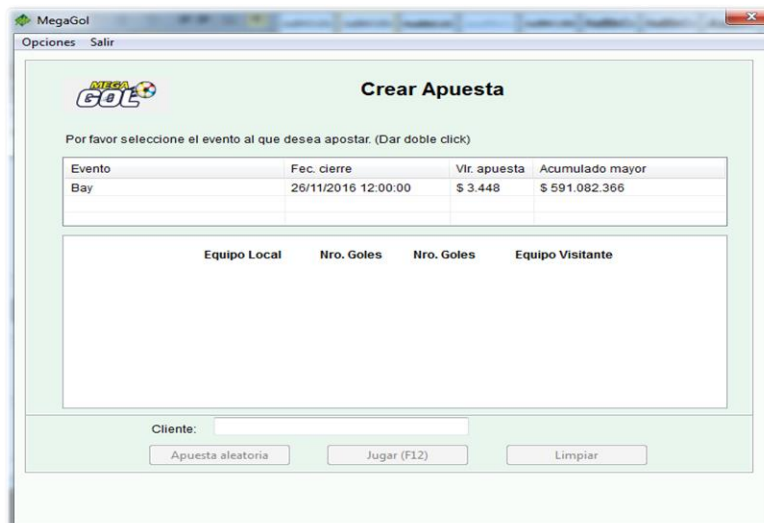 MegaGol
Opciones Salir
MEGA
GOL
Crear Apuesta
Por favor seleccione el evento al que desea apostar. (Dar doble click)
Evento Fec. cierre Vlr. apuesta Acumulado mayor
Bay 26/11/2016 12:00:00 $ 3.448 $ 591.082.366
Equipo Local Nro. Goles Nro. Goles Equipo Visitante
Cliente:
Apuesta aleatoria Jugar (F12) Limpiar